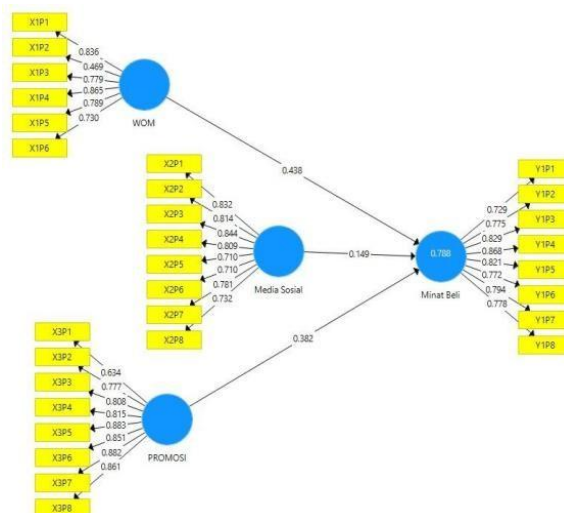 X1P1
X1P2
X1P3
X1P4
X1P5
X1P6
0.836
0.469
0.779
0.865
0.789
0.730
WOM
0.438
X2P1
X2P2
X2P3
X2P4
X2P5
X2P6
X2P7
X2P8
0.832
0.814
0.844
0.809
0.710
0.710
0.781
0.732
Media Sosial
0.149
Y1P1
Y1P2
Y1P3
Y1P4
Y1P5
Y1P6
Y1P7
Y1P8
0.729
0.775
0.829
0.868
0.821
0.772
0.794
0.778
0.788
Minat Beli
0.382
X3P1
X3P2
X3P3
X3P4
X3P5
X3P6
X3P7
X3P8
0.634
0.777
0.808
0.815
0.883
0.851
0.882
0.861
PROMOSI